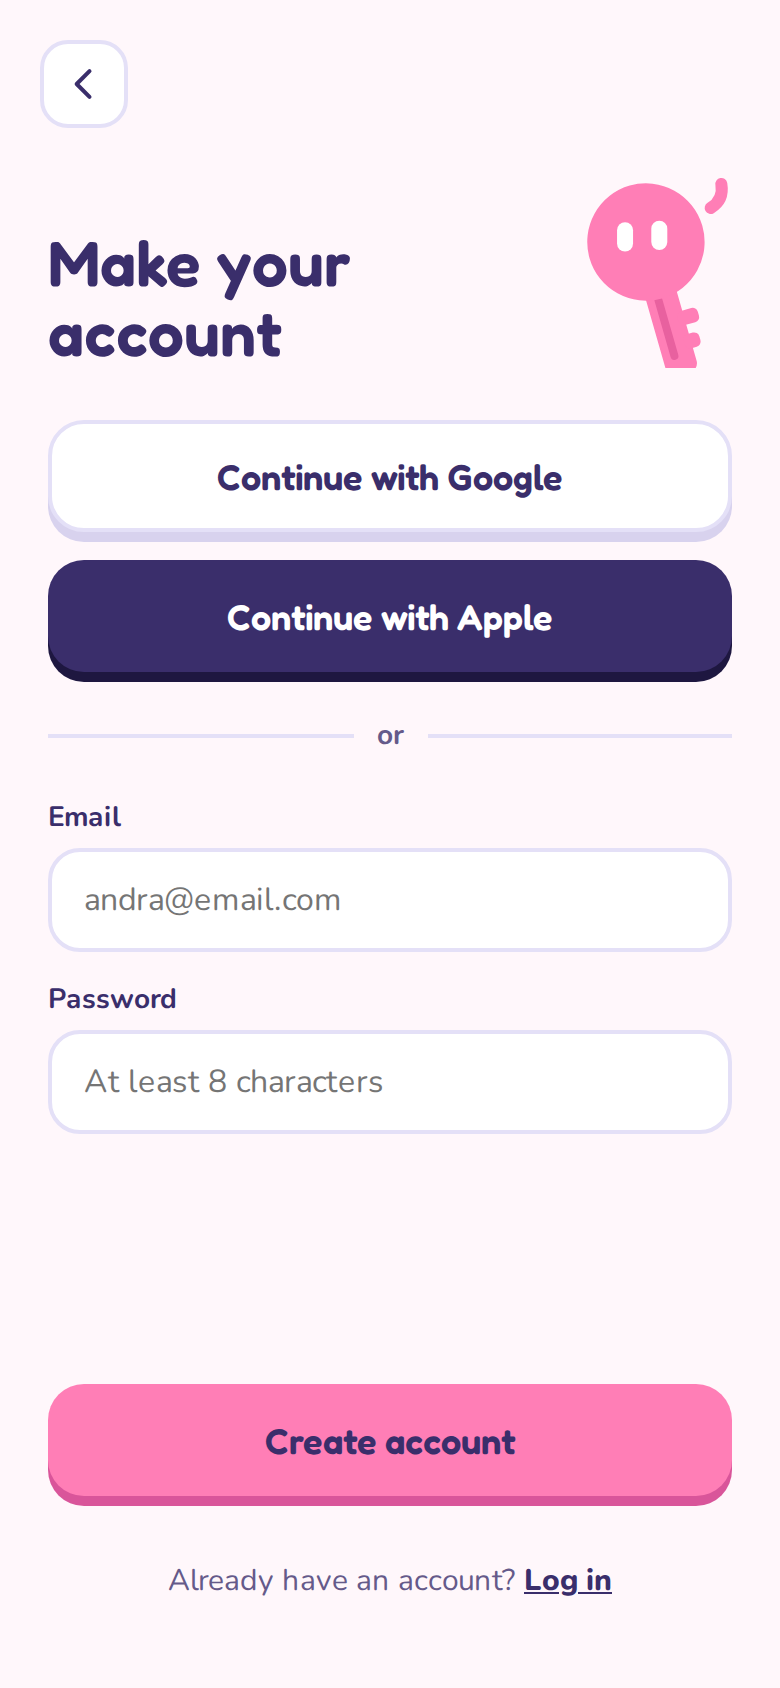 Make your
account
Continue with Google
Continue with Apple
or
Email
andra@email.com
Password
At least 8 characters
Create account
Already have an account? Log in